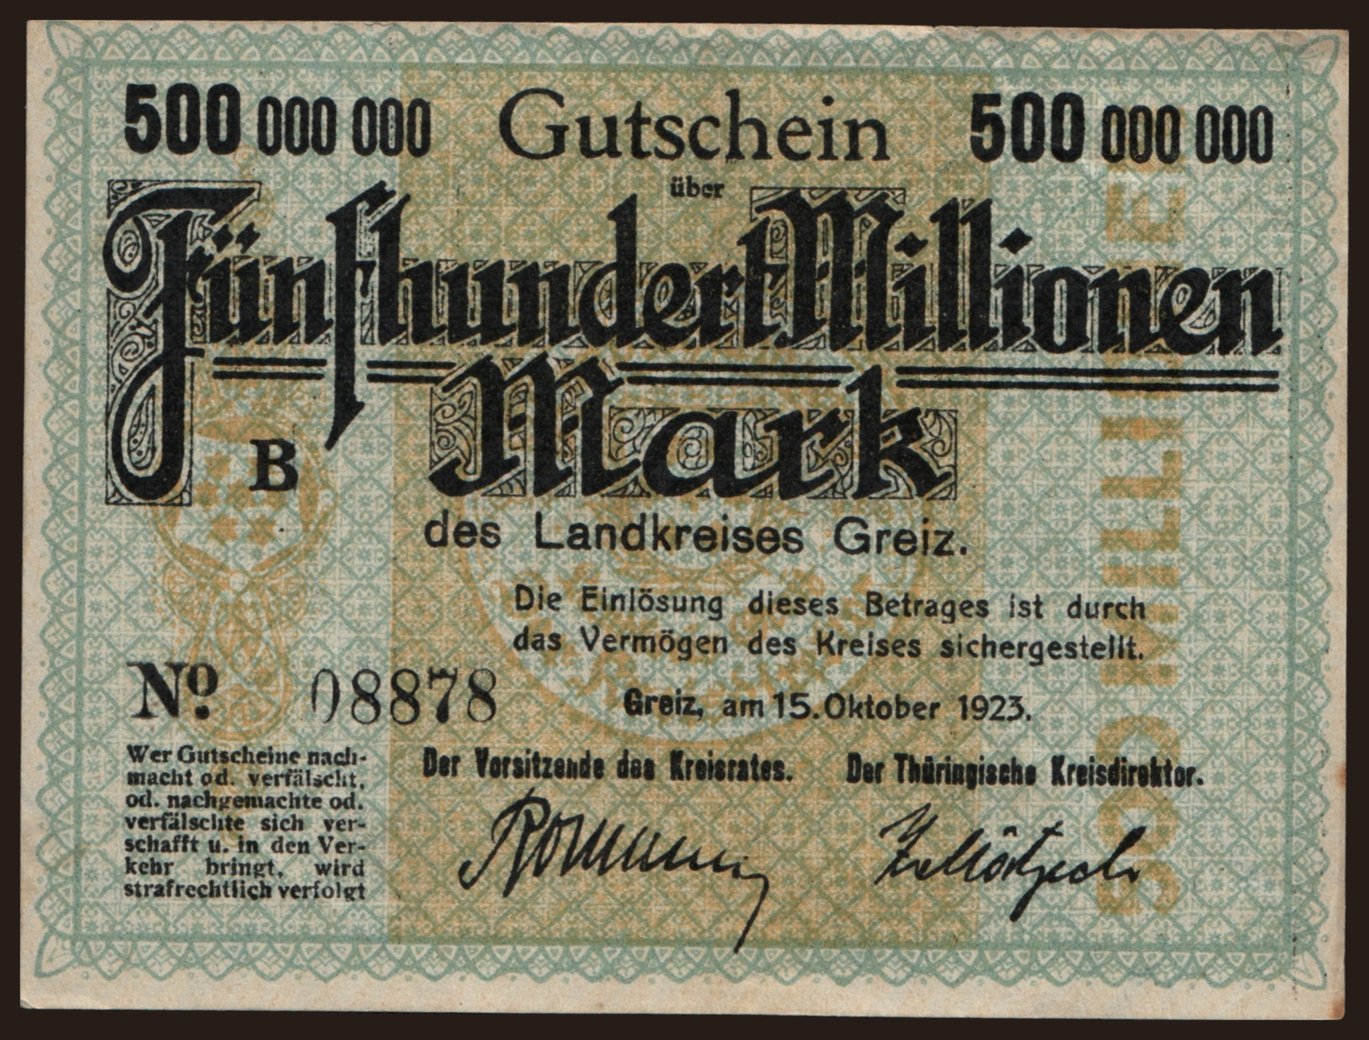 500 000 000 Gutschein 500 000 000
über
Fünfhundert Millionen
Mark
B
des Landkreises Greiz.
Die Einlösung dieses Betrages ist durch
das Vermögen des Kreises sichergestellt.
No. 08878
Greiz, am 15. Oktober 1923.
Wer Gutscheine nach-
macht od. verfälscht,
od. nachgemachte od.
verfälschte sich ver-
schafft u. in den Ver-
kehr bringt, wird
strafrechtlich verfolgt
Der Vorsitzende des Kreisrates.
Der Thüringische Kreisdirektor.